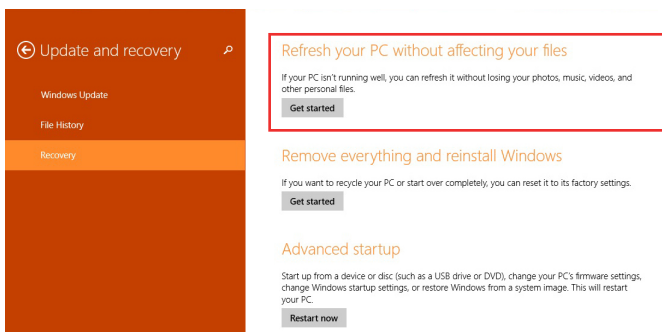 Update and recovery
Windows Update
File History
Recovery
Refresh your PC without affecting your files
If your PC isn't running well, you can refresh it without losing your photos, music, videos, and
other personal files.
Get started
Remove everything and reinstall Windows
If you want to recycle your PC or start over completely, you can reset it to its factory settings.
Get started
Advanced startup
Start up from a device or disc (such as a USB drive or DVD), change your PC's firmware settings,
change Windows startup settings, or restore Windows from a system image. This will restart
your PC.
Restart now